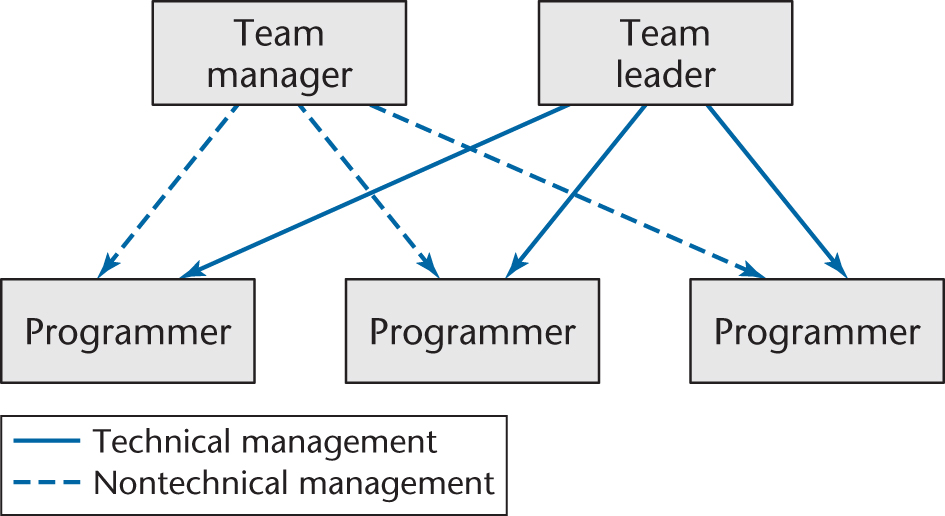 Team
manager
Team
leader
Programmer
Programmer
Programmer
Technical management
Nontechnical management